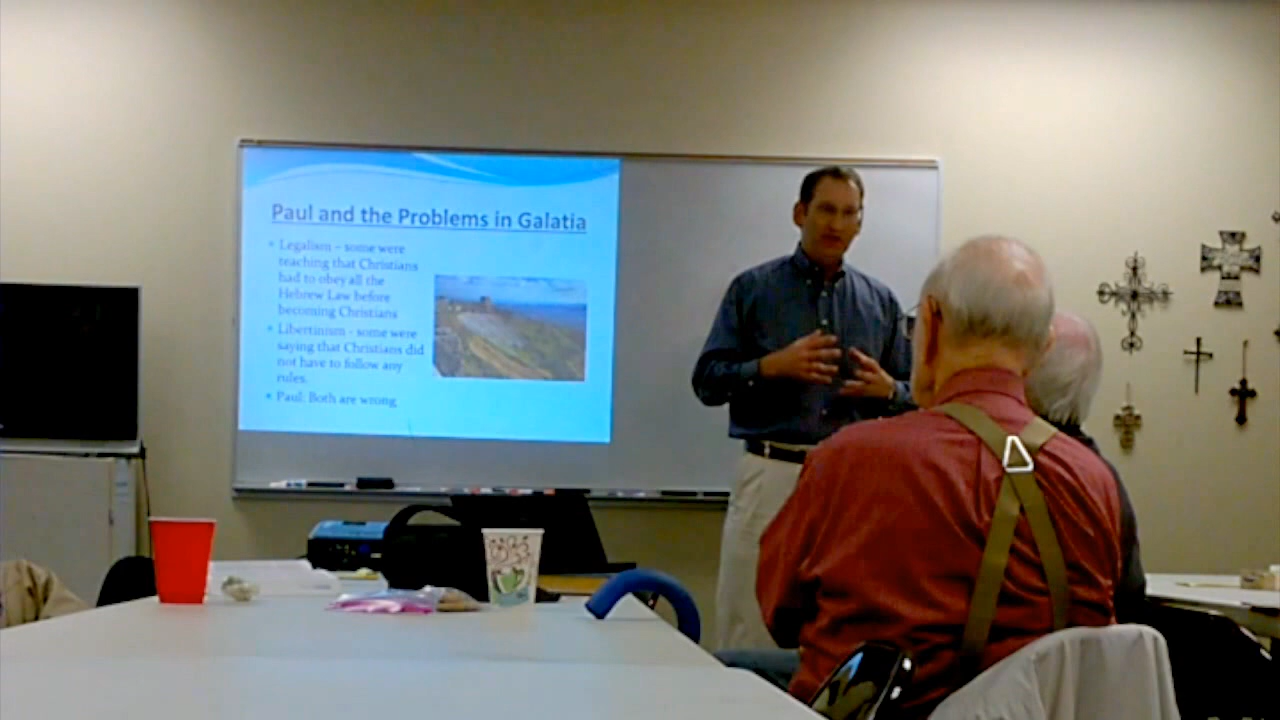 Paul and the Problems in Galatia
Legalism – some were
teaching that Christians
had to obey all the
Hebrew Law before
becoming Christians
Libertinism - some were
saying that Christians did
not have to follow any
rules.
Paul: Both are wrong